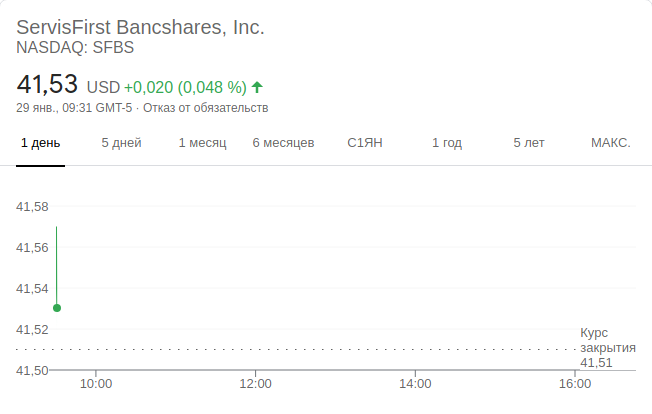 ServisFirst Bancshares, Inc.
NASDAQ: SFBS
41,53 USD +0,020 (0,048 %)
29 янв., 09:31 GMT-5 · Отказ от обязательств
1 день 5 дней 1 месяц 6 месяцев С1ЯН 1 год 5 лет МАКС.
41,58
41,56
41,54
41,52
Курс
закрытия
41,51
41,50
10:00 12:00 14:00 16:00